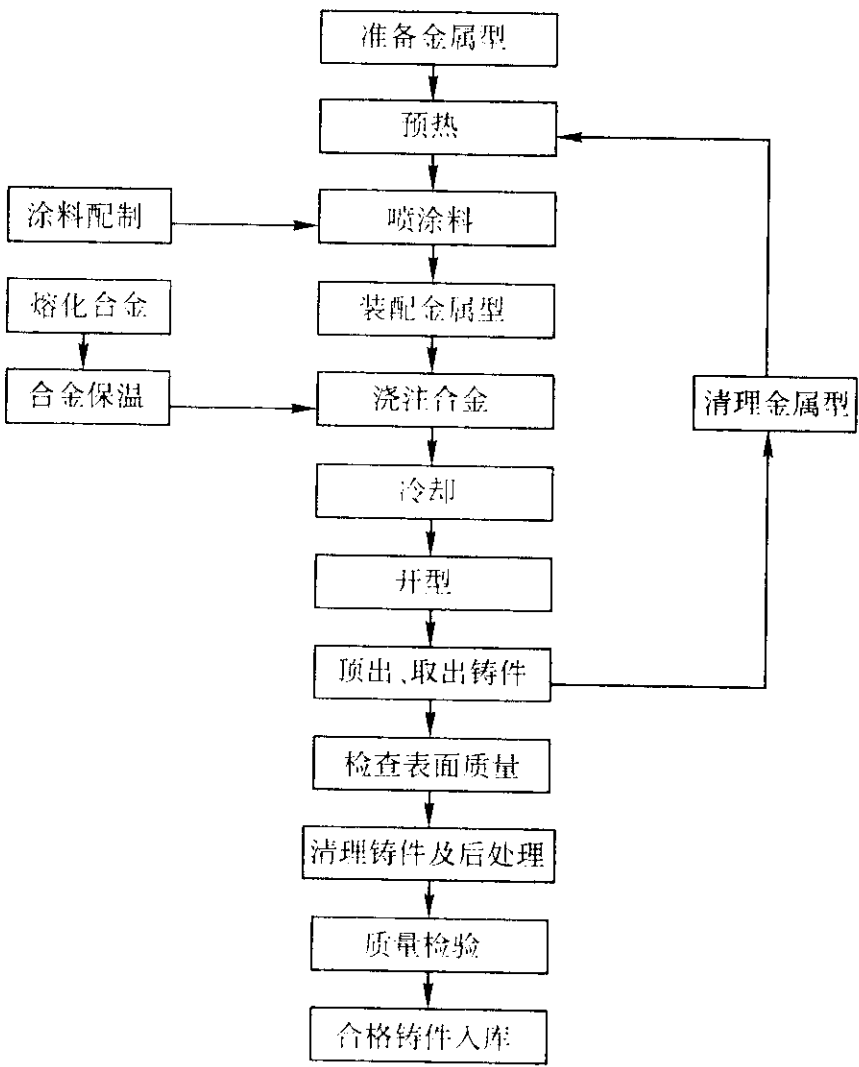 准备金属型
预热
涂料配制
喷涂料
熔化合金
装配金属型
合金保温
浇注合金
清理金属型
冷却
开型
顶出、取出铸件
检查表面质量
清理铸件及后处理
质量检验
合格铸件入库